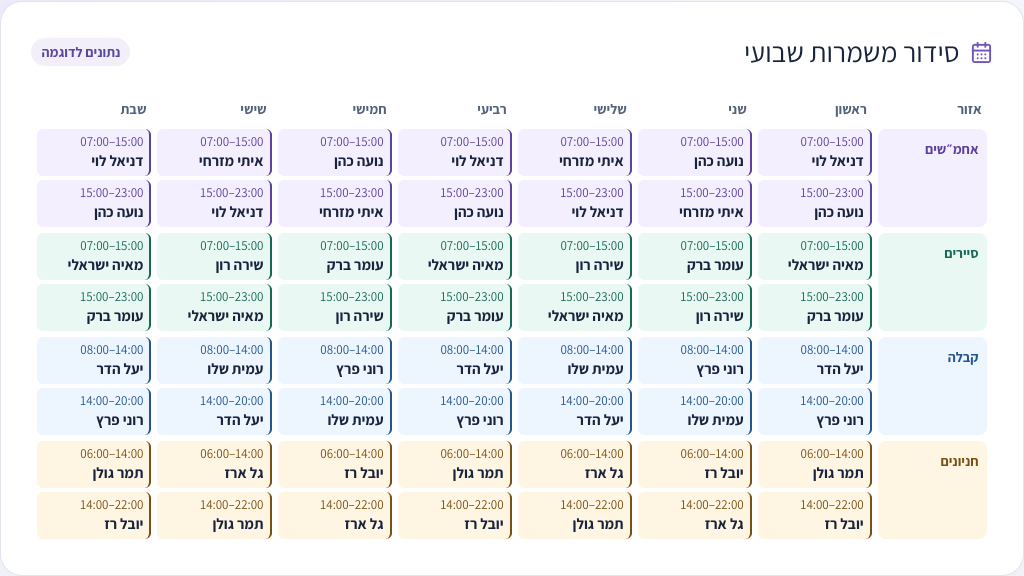 סידור משמרות שבועי
נתונים לדוגמה
אזור ראשון שני שלישי רביעי חמישי שישי שבת
אחמ״שים
07:00–15:00 07:00–15:00 07:00–15:00 07:00–15:00 07:00–15:00 07:00–15:00 07:00–15:00
דניאל לוי נועה כהן איתי מזרחי דניאל לוי נועה כהן איתי מזרחי דניאל לוי
15:00–23:00 15:00–23:00 15:00–23:00 15:00–23:00 15:00–23:00 15:00–23:00 15:00–23:00
נועה כהן איתי מזרחי דניאל לוי נועה כהן איתי מזרחי דניאל לוי נועה כהן
סיירים
07:00–15:00 07:00–15:00 07:00–15:00 07:00–15:00 07:00–15:00 07:00–15:00 07:00–15:00
מאיה ישראלי עומר ברק שירה רון מאיה ישראלי עומר ברק שירה רון מאיה ישראלי
15:00–23:00 15:00–23:00 15:00–23:00 15:00–23:00 15:00–23:00 15:00–23:00 15:00–23:00
עומר ברק שירה רון מאיה ישראלי עומר ברק שירה רון מאיה ישראלי עומר ברק
קבלה
08:00–14:00 08:00–14:00 08:00–14:00 08:00–14:00 08:00–14:00 08:00–14:00 08:00–14:00
יעל הדר רוני פרץ עמית שלו יעל הדר רוני פרץ עמית שלו יעל הדר
14:00–20:00 14:00–20:00 14:00–20:00 14:00–20:00 14:00–20:00 14:00–20:00 14:00–20:00
רוני פרץ עמית שלו יעל הדר רוני פרץ עמית שלו יעל הדר רוני פרץ
חניונים
06:00–14:00 06:00–14:00 06:00–14:00 06:00–14:00 06:00–14:00 06:00–14:00 06:00–14:00
תמר גולן יובל רז גל ארז תמר גולן יובל רז גל ארז תמר גולן
14:00–22:00 14:00–22:00 14:00–22:00 14:00–22:00 14:00–22:00 14:00–22:00 14:00–22:00
יובל רז גל ארז תמר גולן יובל רז גל ארז תמר גולן יובל רז